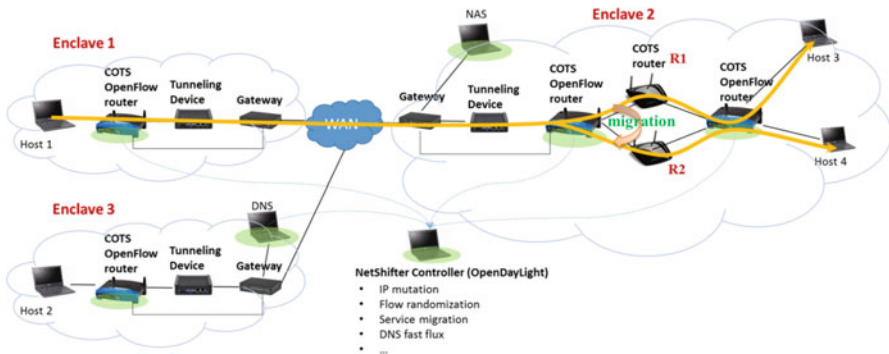 Enclave 1
COTS
OpenFlow
router
Tunneling
Device
Gateway
Host 1
WAN
Enclave 2
NAS
Gateway
Tunneling
Device
COTS
OpenFlow
router
COTS
router
R1
migration
R2
COTS
OpenFlow
router
Host 3
Host 4
Enclave 3
COTS
OpenFlow
router
Tunneling
Device
DNS
Gateway
Host 2
NetShifter Controller (OpenDayLight)
• IP mutation
• Flow randomization
• Service migration
• DNS fast flux
• ...